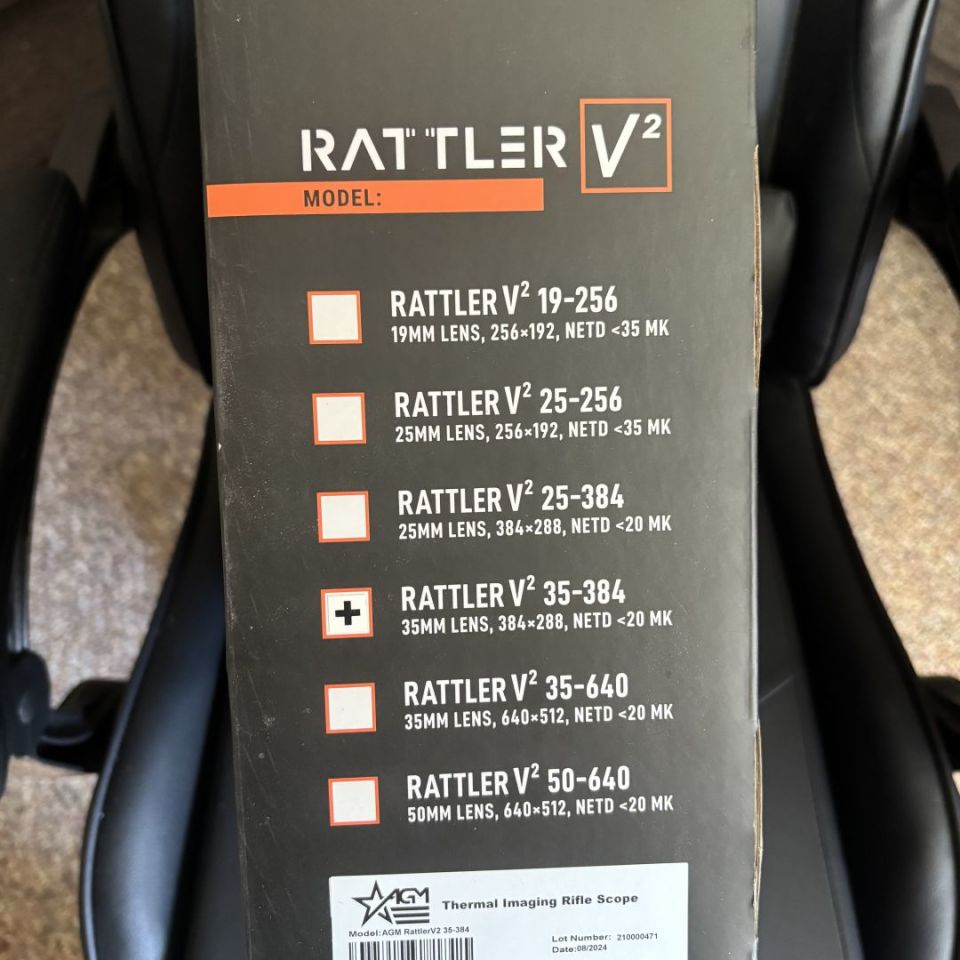 RATTLER V²
MODEL:
RATTLER V² 19-256
19MM LENS, 256×192, NETD <35 MK
RATTLER V² 25-256
25MM LENS, 256×192, NETD <35 MK
RATTLER V² 25-384
25MM LENS, 384×288, NETD <20 MK
+
RATTLER V² 35-384
35MM LENS, 384×288, NETD <20 MK
RATTLER V² 35-640
35MM LENS, 640×512, NETD <20 MK
RATTLER V² 50-640
50MM LENS, 640×512, NETD <20 MK
AGM Thermal Imaging Rifle Scope
Model:AGM RattlerV2 35-384
Lot Number: 210000471
Date:08/2024